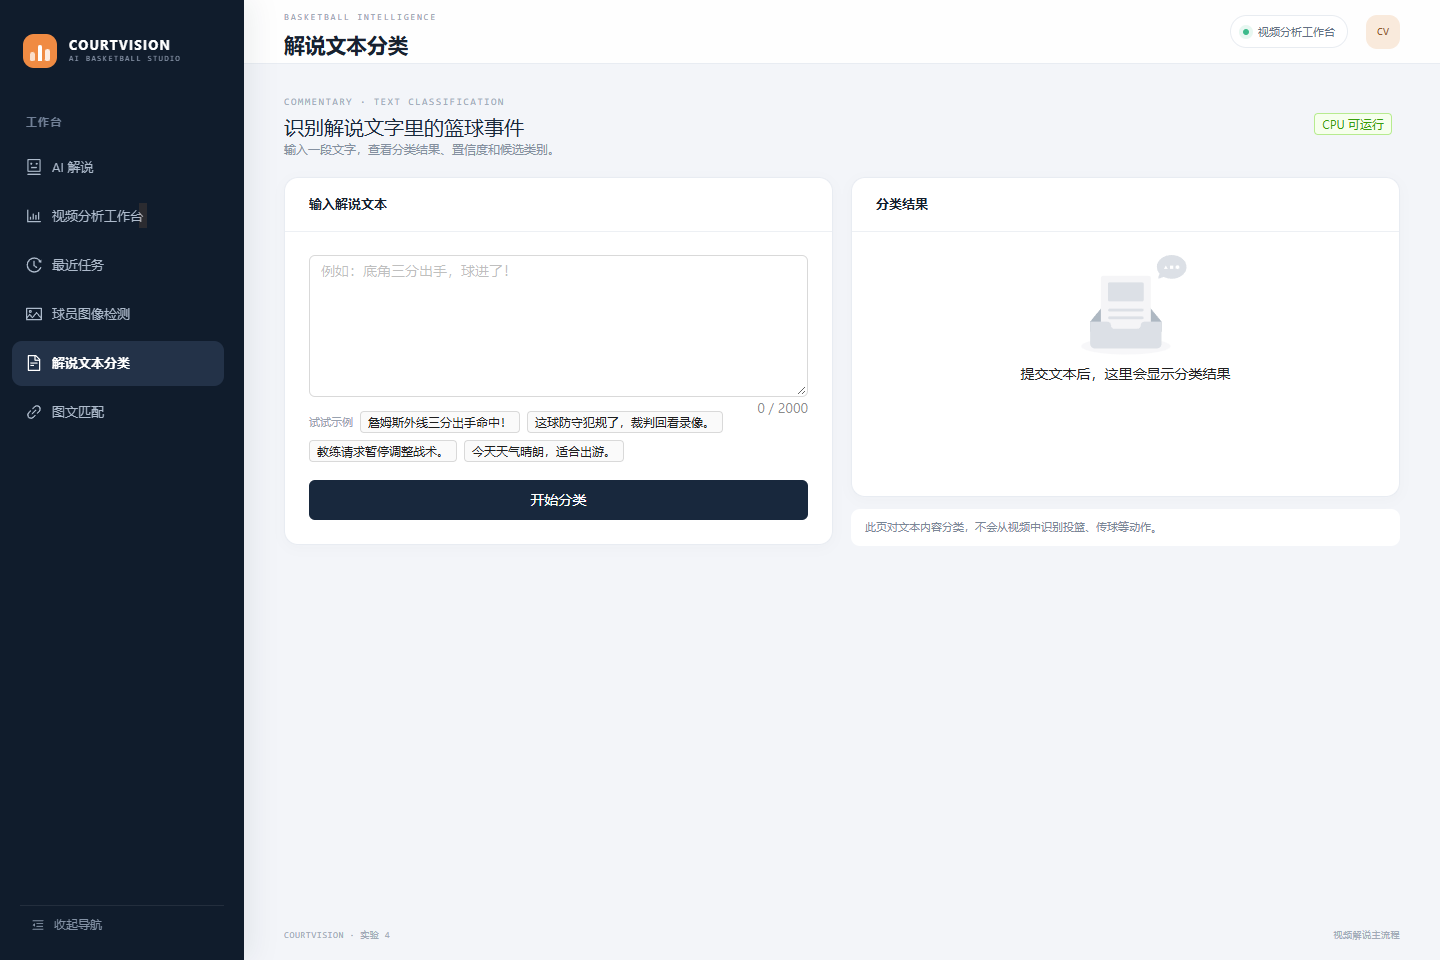 COURTVISION
AI BASKETBALL STUDIO
工作台
AI 解说
视频分析工作台
最近任务
球员图像检测
解说文本分类
图文匹配
收起导航
BASKETBALL INTELLIGENCE
解说文本分类
视频分析工作台
CV
COMMENTARY · TEXT CLASSIFICATION
识别解说文字里的篮球事件
输入一段文字，查看分类结果、置信度和候选类别。
CPU 可运行
输入解说文本
例如：底角三分出手，球进了！
0 / 2000
试试示例 詹姆斯外线三分出手命中！ 这球防守犯规了，裁判回看录像。
教练请求暂停调整战术。 今天天气晴朗，适合出游。
开始分类
分类结果
提交文本后，这里会显示分类结果
此页对文本内容分类，不会从视频中识别投篮、传球等动作。
COURTVISION · 实验 4
视频解说主流程